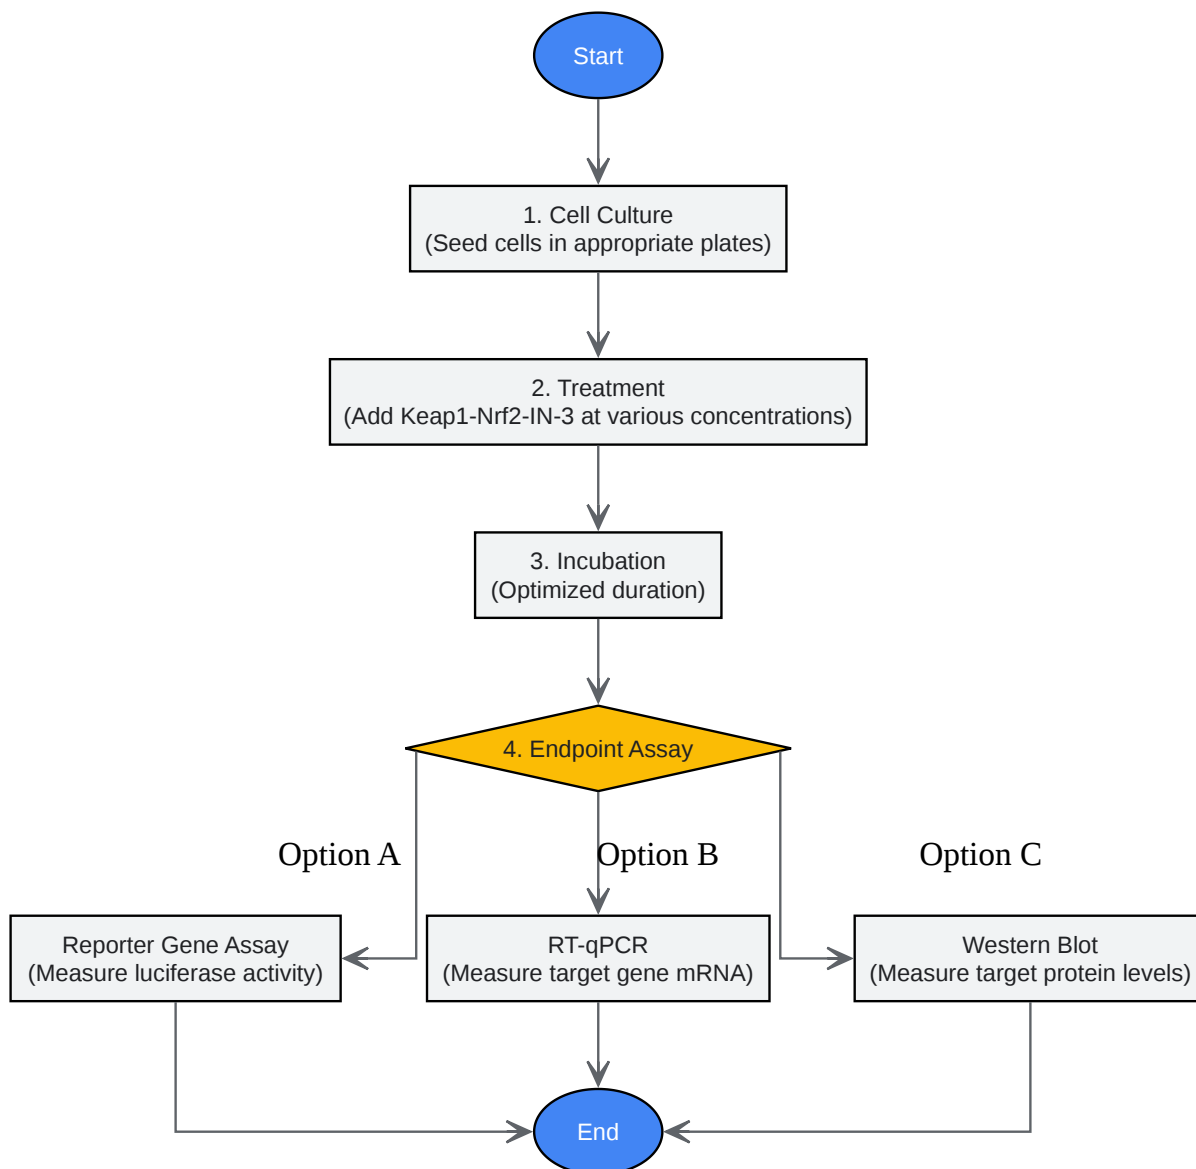 Start
1. Cell Culture
(Seed cells in appropriate plates)
2. Treatment
(Add Keap1-Nrf2-IN-3 at various concentrations)
3. Incubation
(Optimized duration)
4. Endpoint Assay
Option A
Option B
Option C
Reporter Gene Assay
(Measure luciferase activity)
RT-qPCR
(Measure target gene mRNA)
Western Blot
(Measure target protein levels)
End